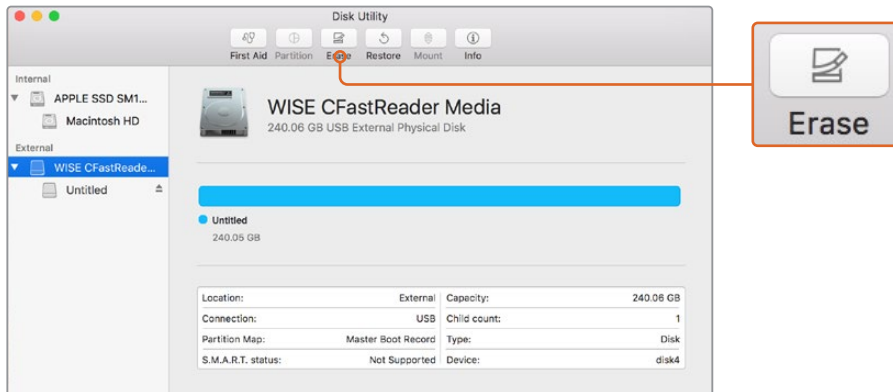 Disk Utility
First Aid Partition Erase Restore Mount Info
Erase
Internal
APPLE SSD SM1...
Macintosh HD
External
WISE CFastReade...
Untitled
WISE CFastReader Media
240.06 GB USB External Physical Disk
Untitled
240.05 GB
Location: External Capacity: 240.06 GB
Connection: USB Child count: 1
Partition Map: Master Boot Record Type: Disk
S.M.A.R.T. status: Not Supported Device: disk4